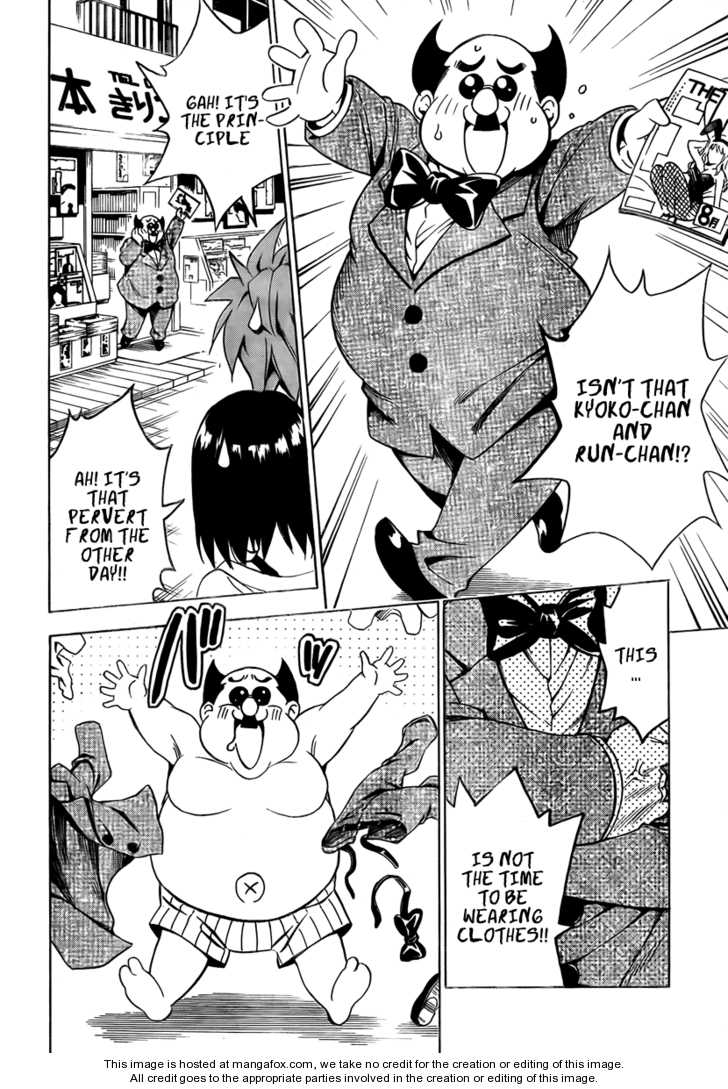 本
TEL
きり
GAH! IT'S
THE PRIN-
CIPLE
THE
8月
ISN'T THAT
KYOKO-CHAN
AND
RUN-CHAN!?
AH! IT'S
THAT
PERVERT
FROM THE
OTHER
DAY!!
THIS
...
IS NOT
THE TIME
TO BE
WEARING
CLOTHES!!
バッ
This image is hosted at mangafox.com, we take no credit for the creation or editing of this image.
All credit goes to the appropriate parties involved in the creation and editing of this image.